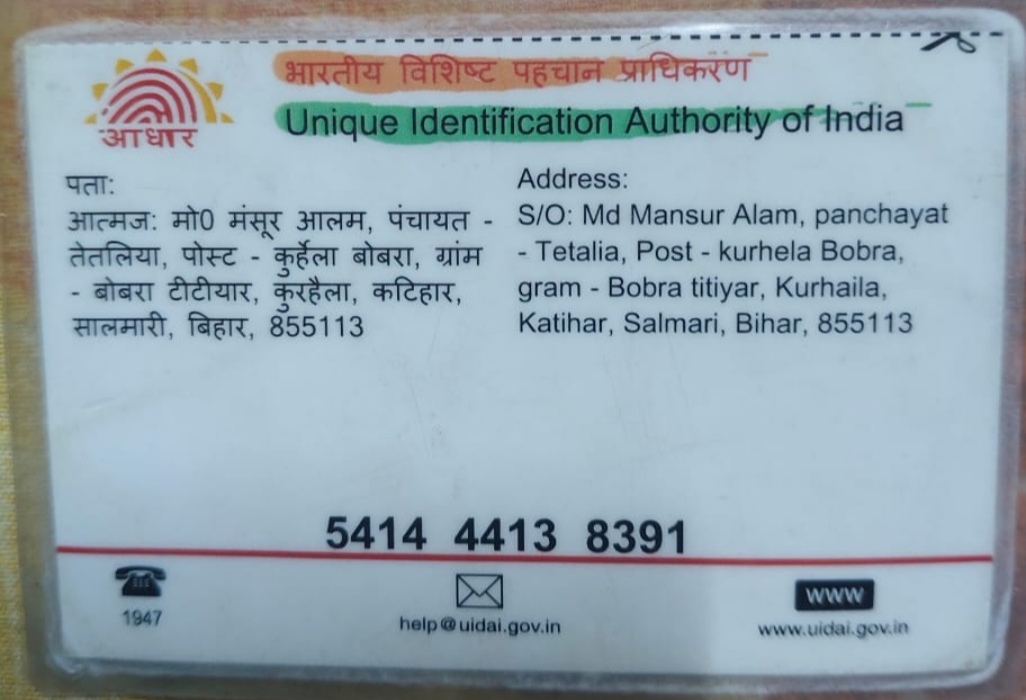 आधार
भारतीय विशिष्ट पहचान प्राधिकरण
Unique Identification Authority of India
पता:
आत्मज: मो0 मंसूर आलम, पंचायत -
तेतलिया, पोस्ट - कुर्हेला बोबरा, ग्रांम
- बोबरा टीटीयार, कुरहैला, कटिहार,
सालमारी, बिहार, 855113
Address:
S/O: Md Mansur Alam, panchayat
- Tetalia, Post - kurhela Bobra,
gram - Bobra titiyar, Kurhaila,
Katihar, Salmari, Bihar, 855113
5414 4413 8391
1947
help@uidai.gov.in
www
www.uidai.gov.in